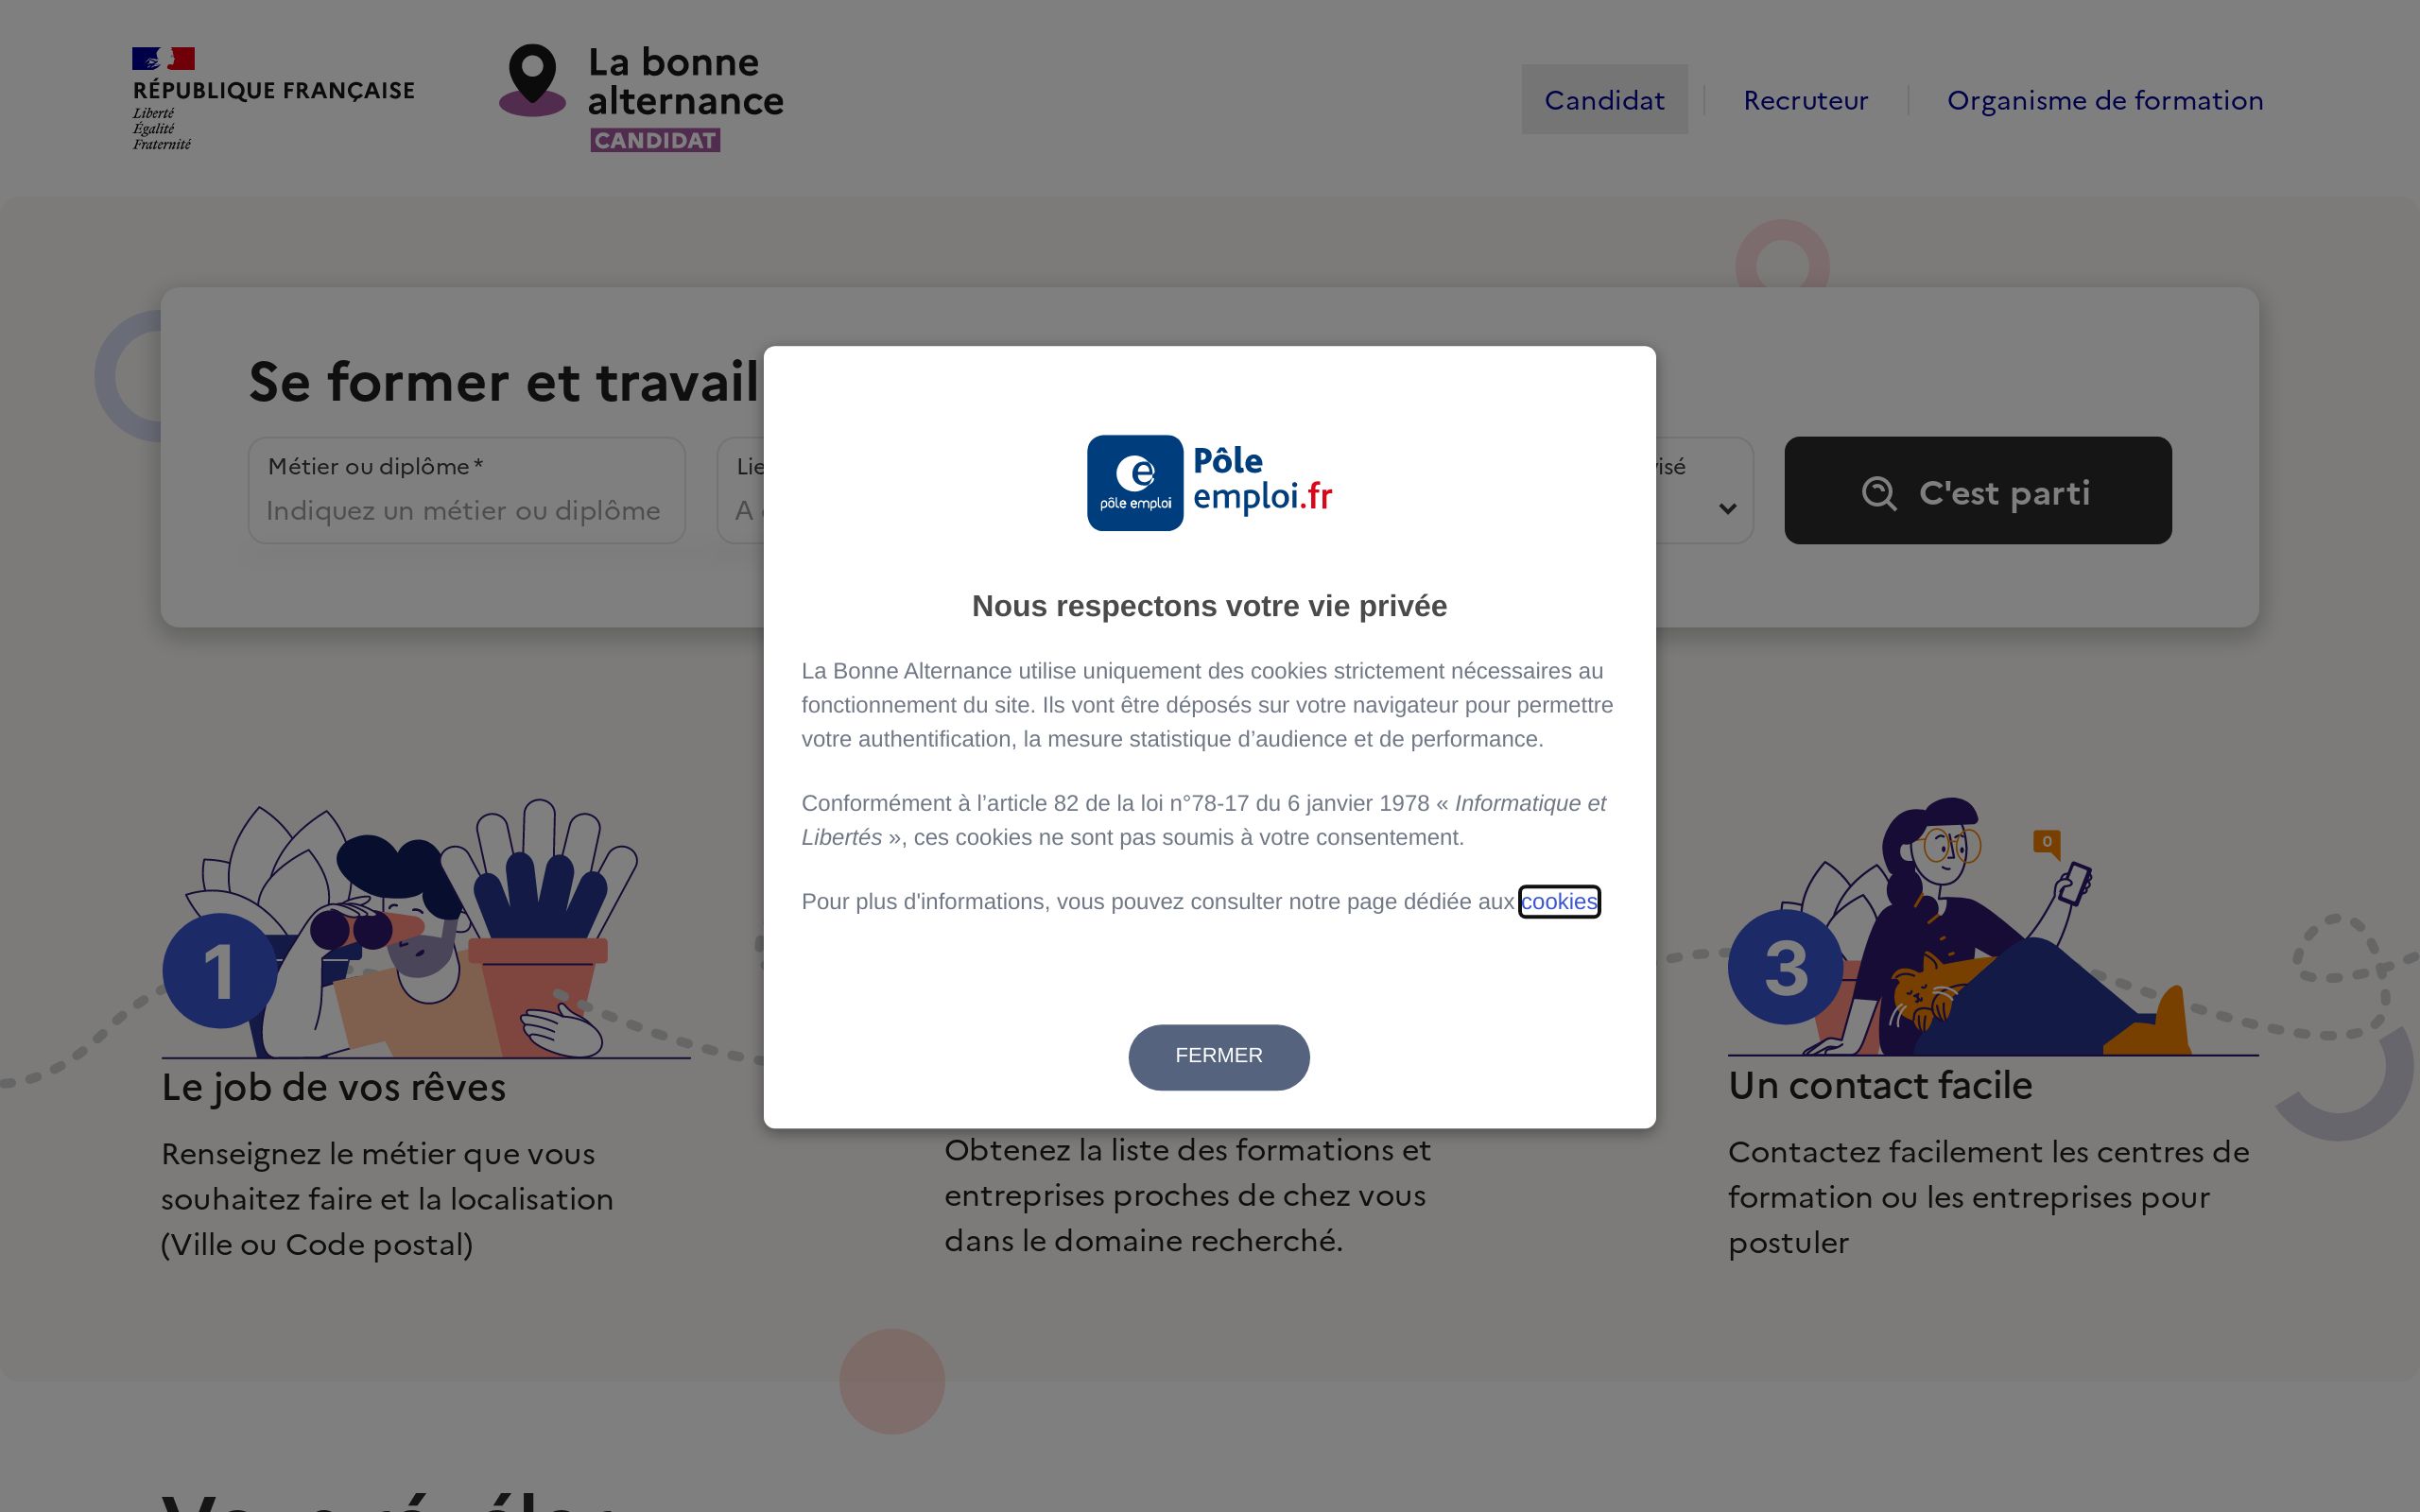 RÉPUBLIQUE FRANÇAISE
Liberté
Égalité
Fraternité
La bonne
alternance
CANDIDAT
Candidat
Recruteur
Organisme de formation
Se former et travail
Métier ou diplôme*
Indiquez un métier ou diplôme
Lie
A
C'est parti
pôle emploi
Pôle
emploi.fr
Nous respectons votre vie privée
La Bonne Alternance utilise uniquement des cookies strictement nécessaires au
fonctionnement du site. Ils vont être déposés sur votre navigateur pour permettre
votre authentification, la mesure statistique d’audience et de performance.
Conformément à l’article 82 de la loi n°78-17 du 6 janvier 1978 « Informatique et
Libertés », ces cookies ne sont pas soumis à votre consentement.
Pour plus d'informations, vous pouvez consulter notre page dédiée aux cookies
FERMER
1
Le job de vos rêves
Renseignez le métier que vous
souhaitez faire et la localisation
(Ville ou Code postal)
Obtenez la liste des formations et
entreprises proches de chez vous
dans le domaine recherché.
0
3
Un contact facile
Contactez facilement les centres de
formation ou les entreprises pour
postuler